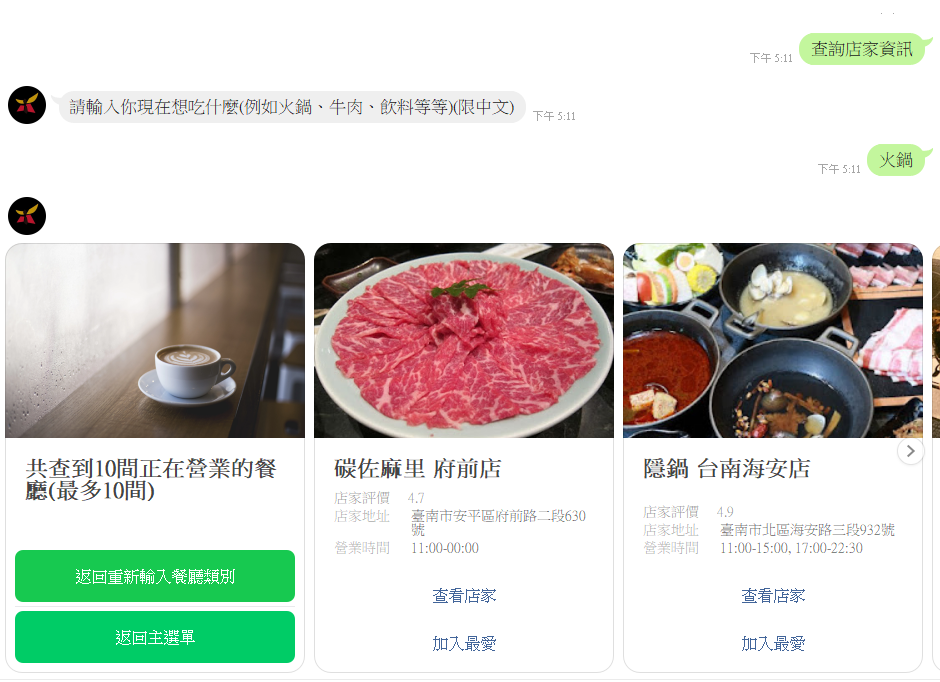 查詢店家資訊
下午 5:11
請輸入你現在想吃什麼(例如火鍋、牛肉、飲料等等)(限中文)
下午 5:11
火鍋
下午 5:11
共查到10間正在營業的餐
廳(最多10間)
返回重新輸入餐廳類別
返回主選單
碳佐麻里 府前店
店家評價 4.7
店家地址 臺南市安平區府前路二段630
號
營業時間 11:00-00:00
查看店家
加入最愛
隱鍋 台南海安店
店家評價 4.9
店家地址 臺南市北區海安路三段932號
營業時間 11:00-15:00, 17:00-22:30
查看店家
加入最愛